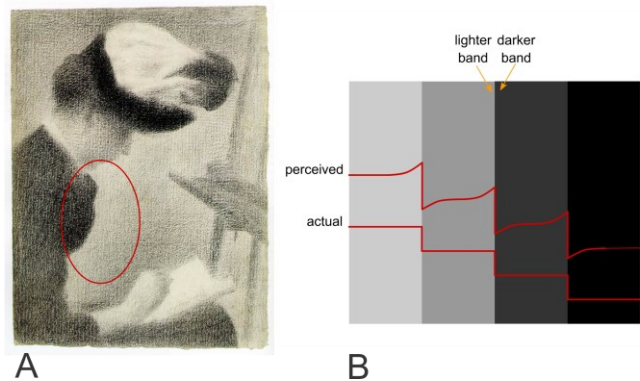 lighter darker
band band
perceived
actual
A
B